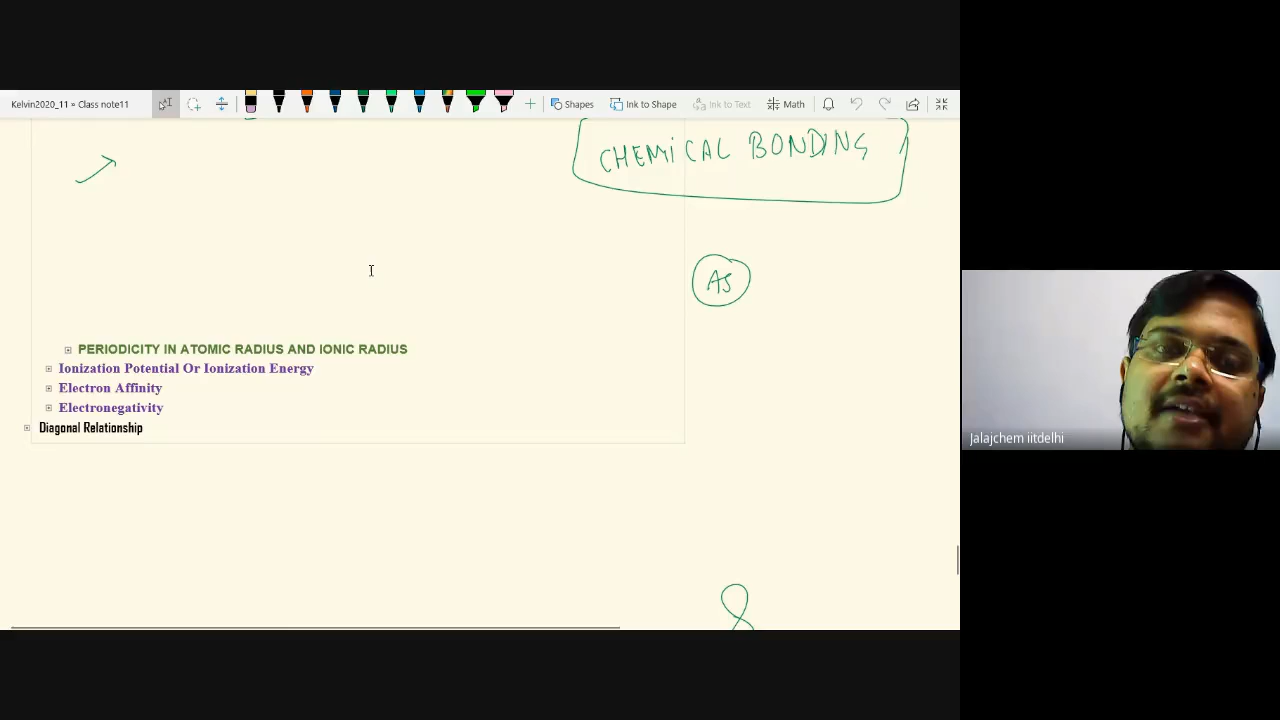 Kelvin2020_11 » Class note11
Shapes
Ink to Shape
Ink to Text
Math
CHEMICAL BONDING
AS
PERIODICITY IN ATOMIC RADIUS AND IONIC RADIUS
Ionization Potential Or Ionization Energy
Electron Affinity
Electronegativity
Diagonal Relationship
Jalajchem iitdelhi